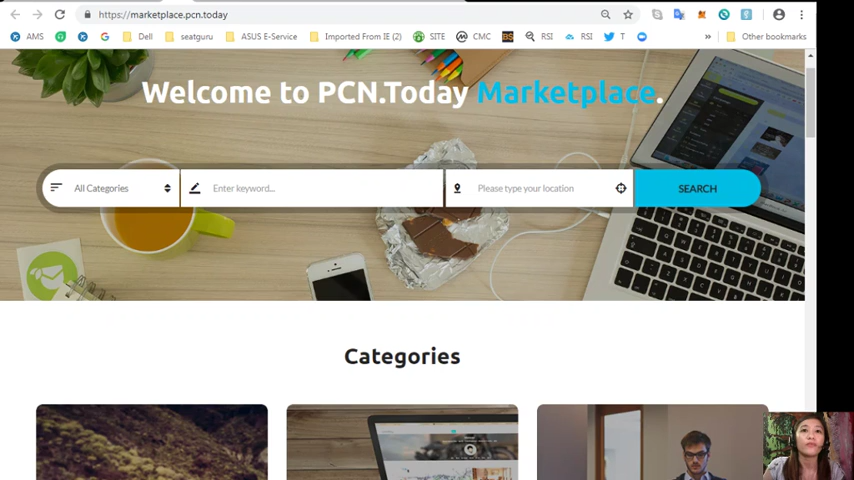 https://marketplace.pcn.today
AMS
Dell
seatguru
ASUS E-Service
Imported From IE (2)
SITE
CMC
BS
RSI
RSI
T
»
Other bookmarks
Welcome to PCN.Today Marketplace.
All Categories
Enter keyword...
Please type your location
SEARCH
Categories